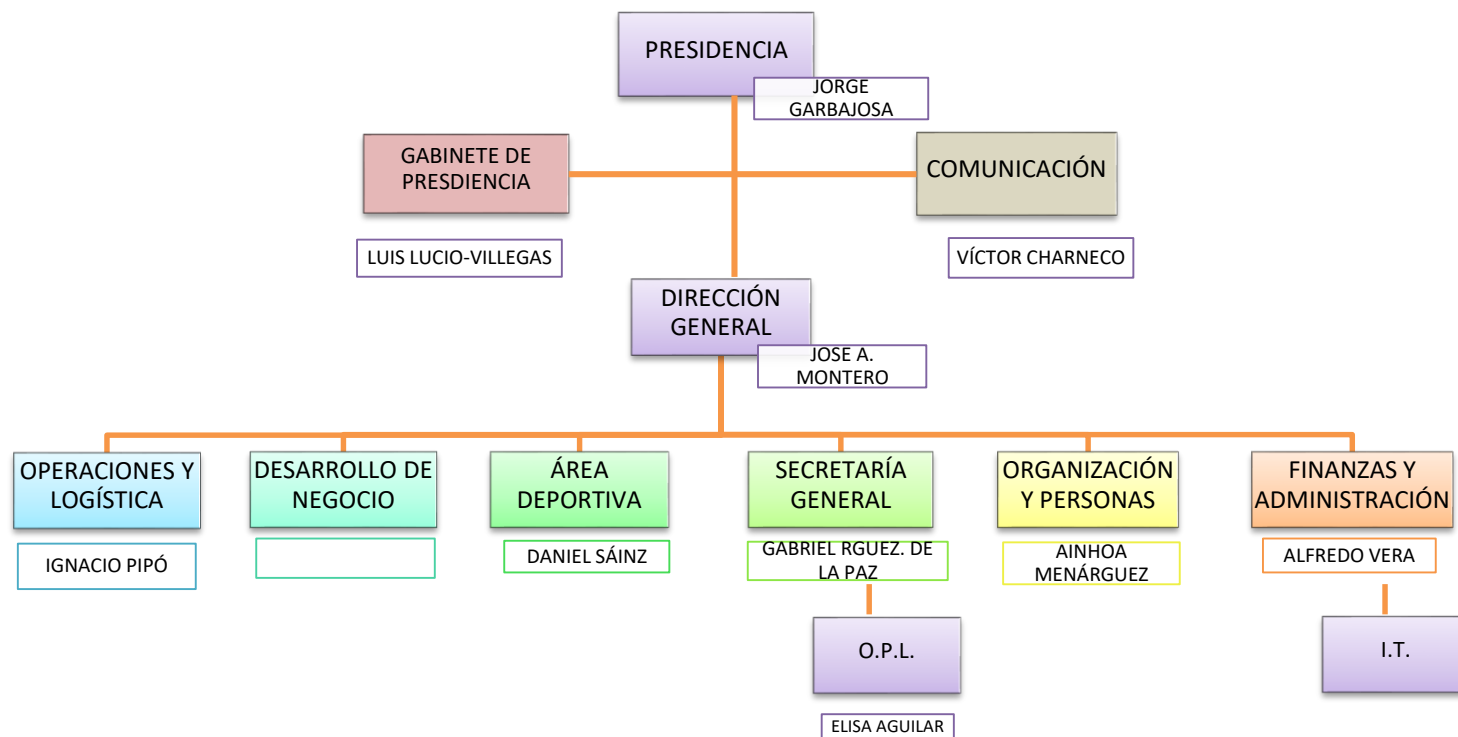 PRESIDENCIA
JORGE
GARBAJOSA
GABINETE DE
PRESDIENCIA
COMUNICACIÓN
LUIS LUCIO-VILLEGAS
VÍCTOR CHARNECO
DIRECCIÓN
GENERAL
JOSE A.
MONTERO
OPERACIONES Y
LOGÍSTICA
DESARROLLO DE
NEGOCIO
ÁREA
DEPORTIVA
SECRETARÍA
GENERAL
ORGANIZACIÓN
Y PERSONAS
FINANZAS Y
ADMINISTRACIÓN
IGNACIO PIPÓ
DANIEL SÁINZ
GABRIEL RGUEZ. DE
LA PAZ
AINHOA
MENÁRGUEZ
ALFREDO VERA
O.P.L.
I.T.
ELISA AGUILAR